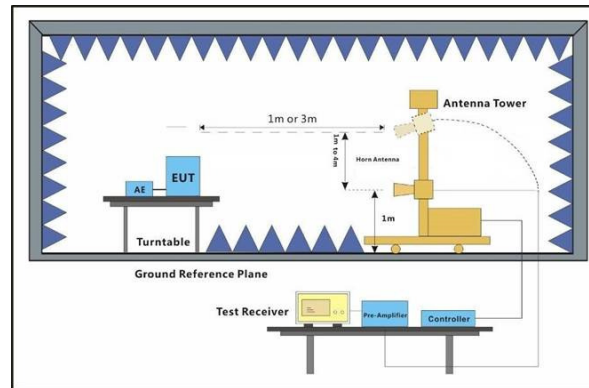 1m or 3m
Antenna Tower
1m to 4m
Horn Antenna
AE
EUT
1m
Turntable
Ground Reference Plane
Test Receiver
Pre-Amplifier
Controller